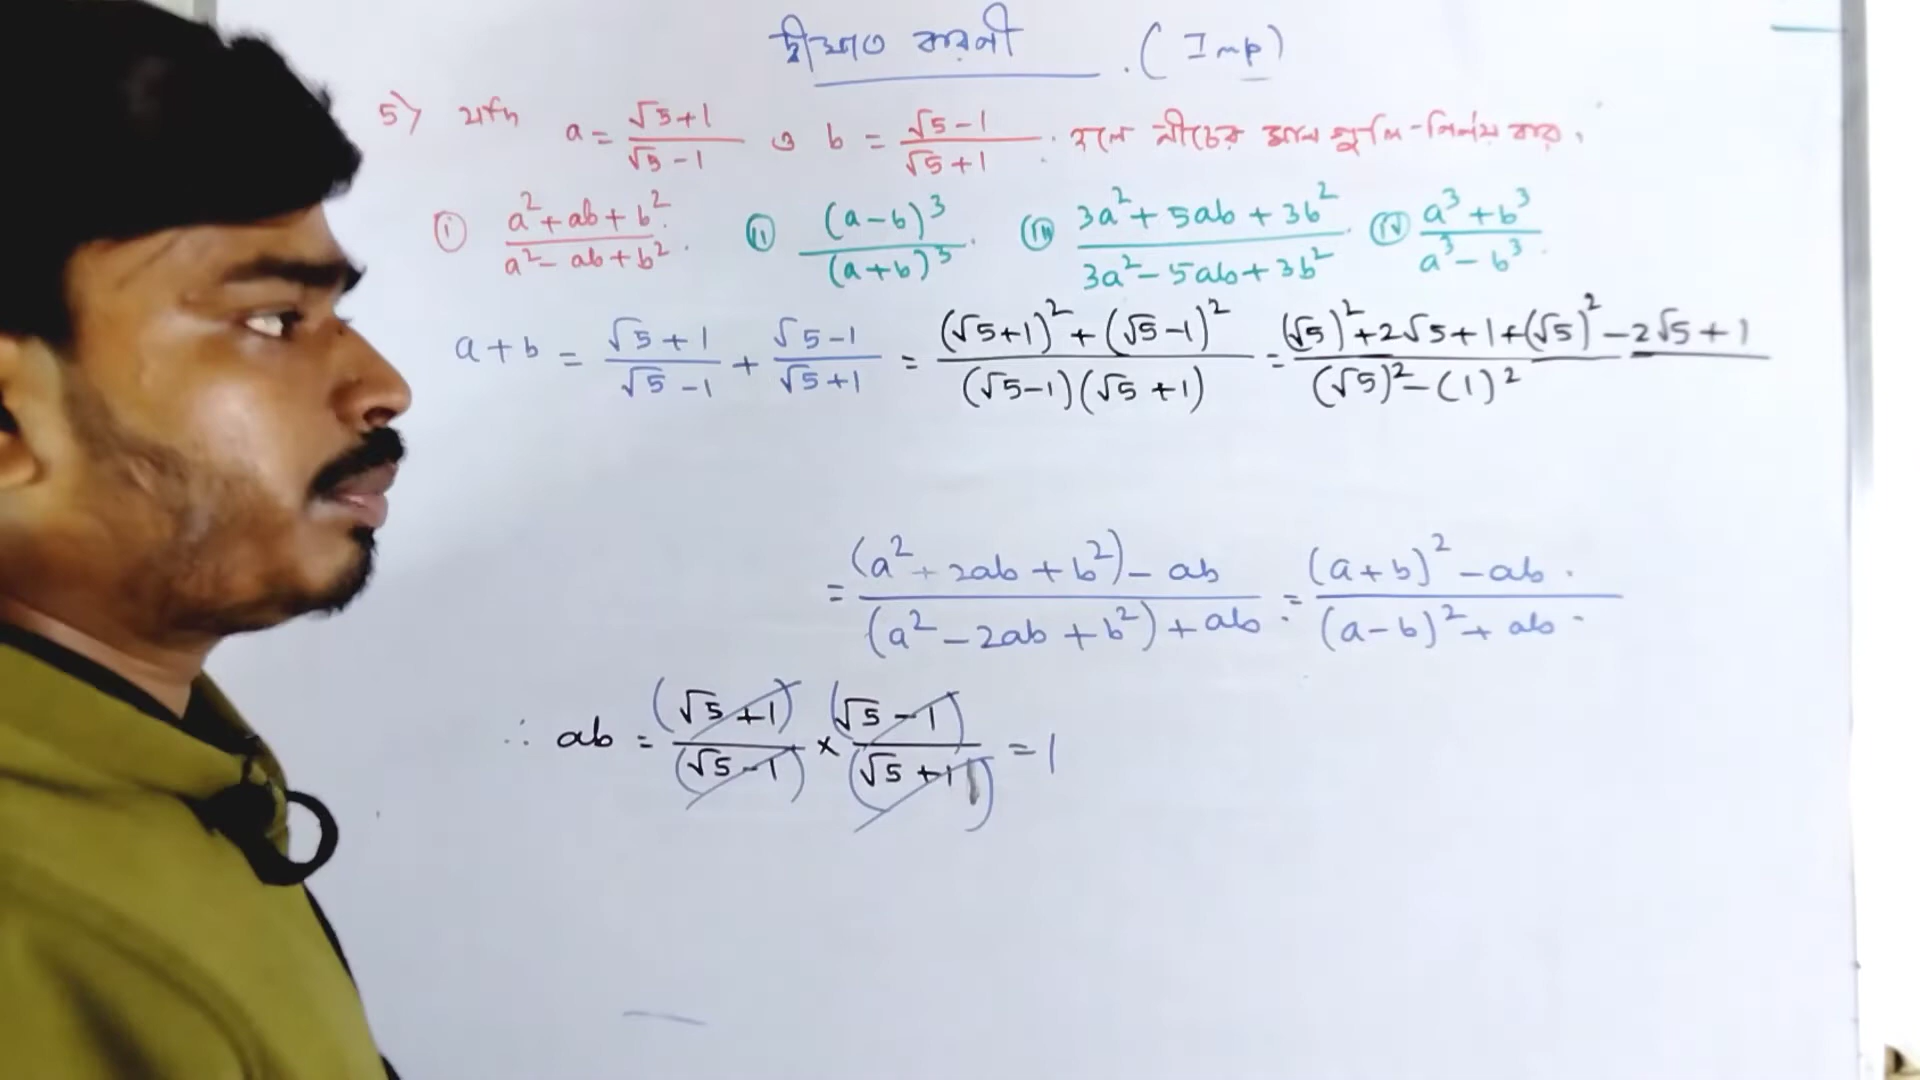 দ্বীঘাত করণী . (Imp)
5) যদি a = (√5+1)/(√5-1) ও b = (√5-1)/(√5+1) . হলে নীচের মান গুলি - নির্ণয় কর ,
(i) (a²+ab+b²)/(a²-ab+b²) . (ii) (a-b)³/(a+b)³ . (iii) (3a²+5ab+3b²)/(3a²-5ab+3b²) . (iv) (a³+b³)/(a³-b³) .
a+b = (√5+1)/(√5-1) + (√5-1)/(√5+1) = ((√5+1)²+(√5-1)²)/((√5-1)(√5+1)) = ((√5)²+2√5+1+(√5)²-2√5+1)/((√5)²-(1)²)
= ((a²+2ab+b²)-ab)/((a²-2ab+b²)+ab) . = ((a+b)²-ab .)/((a-b)²+ab .)
∴ ab = (√5+1)/(√5-1) × (√5-1)/(√5+1) = 1